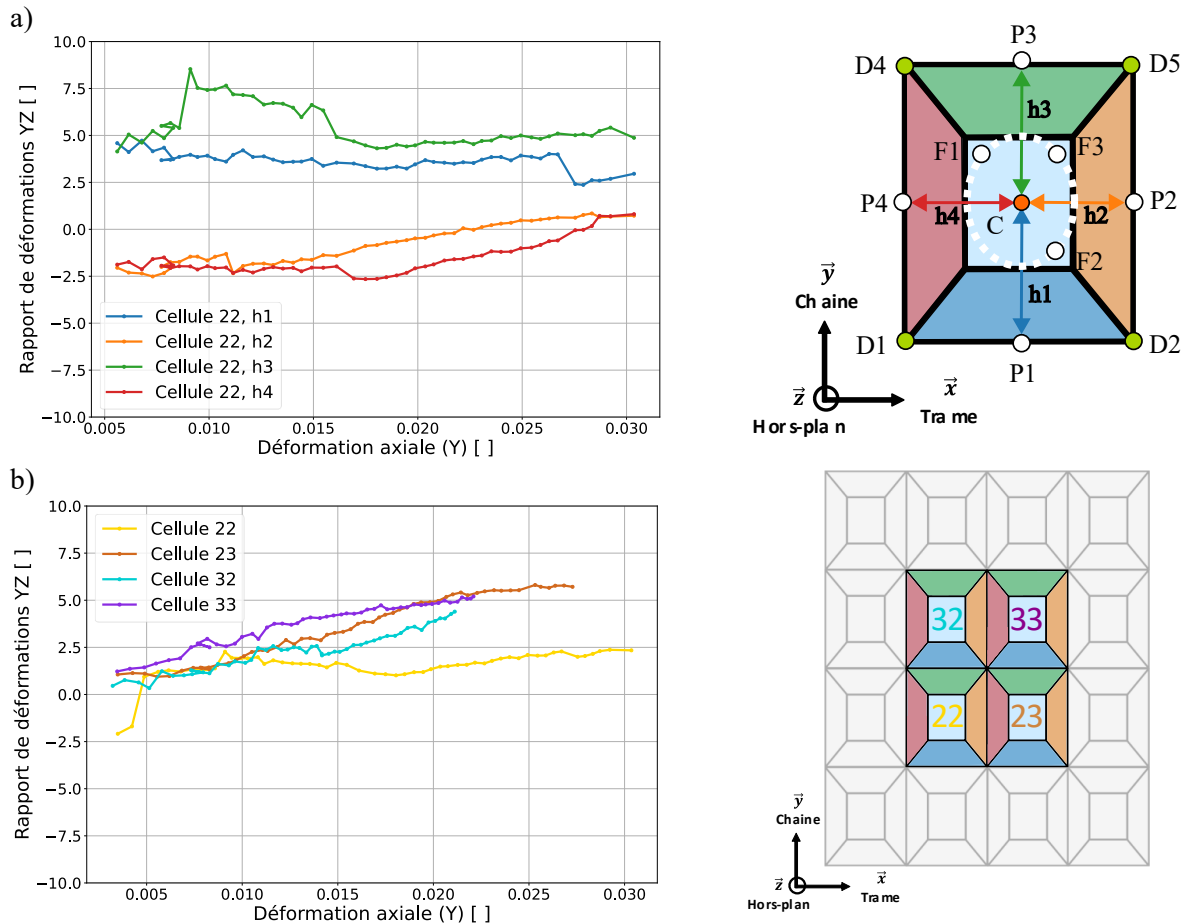 a)
10.0
7.5
5.0
2.5
0.0
−2.5
−5.0
−7.5
−10.0
Rapport de déformations YZ [ ]
Cellule 22, h1
Cellule 22, h2
Cellule 22, h3
Cellule 22, h4
0.005 0.010 0.015 0.020 0.025 0.030
Déformation axiale (Y) [ ]
P3
D4 D5
h3
F1 F3
P4 h4 C h2 P2
F2
h1
D1 P1 D2
y
Chaine
z x
Hors-plan Trame
b)
10.0
7.5
5.0
2.5
0.0
−2.5
−5.0
−7.5
−10.0
Rapport de déformations YZ [ ]
Cellule 22
Cellule 23
Cellule 32
Cellule 33
0.005 0.010 0.015 0.020 0.025 0.030
Déformation axiale (Y) [ ]
32 33
22 23
y
Chaine
z x
Hors-plan Trame